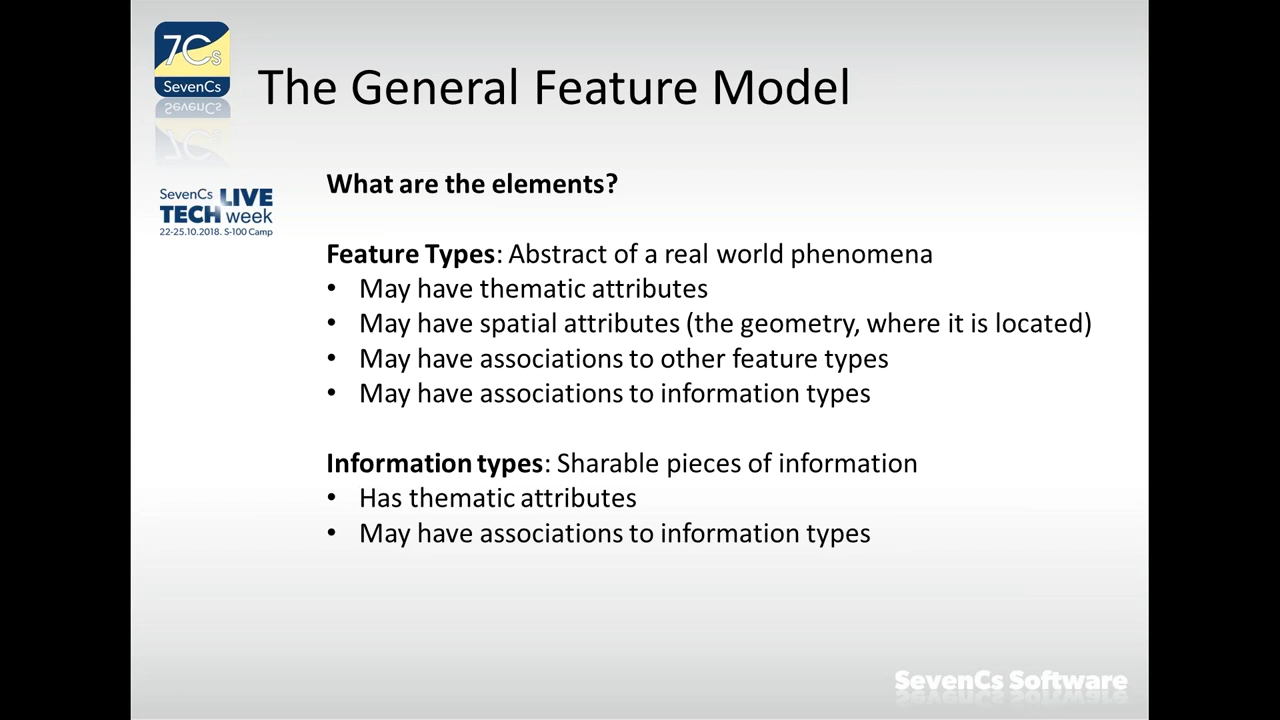 7Cs
SevenCs
The General Feature Model
SevenCs LIVE
TECH week
22-25.10.2018. S-100 Camp
What are the elements?
Feature Types: Abstract of a real world phenomena
• May have thematic attributes
• May have spatial attributes (the geometry, where it is located)
• May have associations to other feature types
• May have associations to information types
Information types: Sharable pieces of information
• Has thematic attributes
• May have associations to information types
SevenCs Software